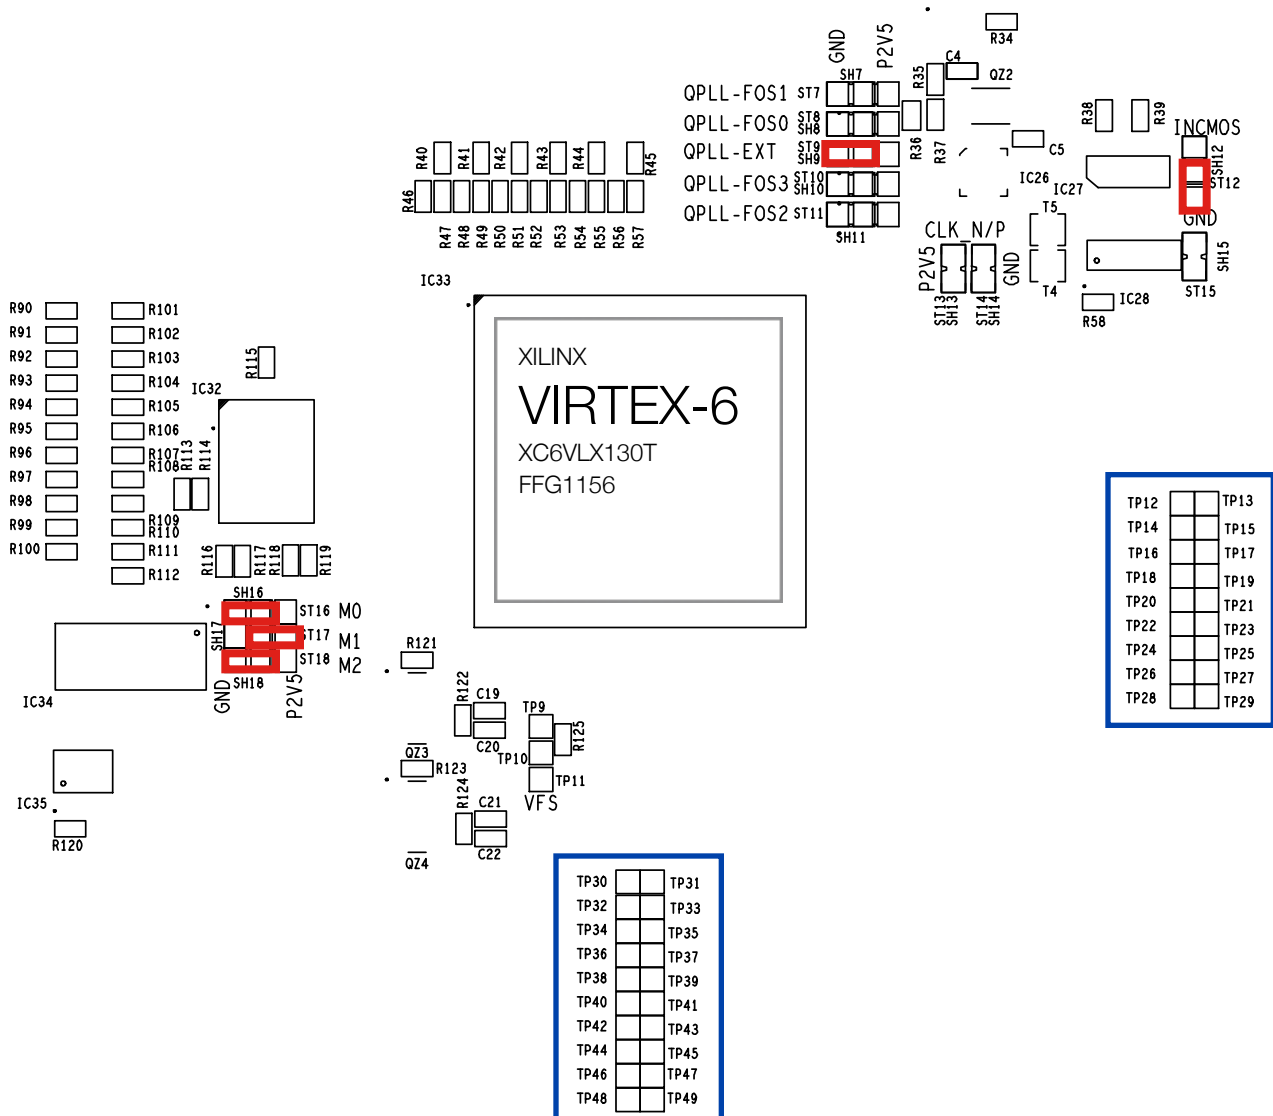 R34
GND
P2V5
C4
SH7
R35
QZ2
QPLL-FOS1 ST7
QPLL-FOS0 ST8
SH8
QPLL-EXT ST9
SH9
QPLL-FOS3 ST10
SH10
QPLL-FOS2 ST11
SH11
R36
R37
C5
R38
R39
INCMOS
SH12
ST12
GND
IC26
IC27
T5
CLK_N/P
P2V5
GND
ST13
SH13
ST14
SH14
T4
SH15
ST15
IC28
R58
R40
R41
R42
R43
R44
R45
R46
R47
R48
R49
R50
R51
R52
R53
R54
R55
R56
R57
IC33
XILINX
VIRTEX-6
XC6VLX130T
FFG1156
R90
R91
R92
R93
R94
R95
R96
R97
R98
R99
R100
R101
R102
R103
R104
R105
R106
R107
R108
R109
R110
R111
R112
R115
IC32
R113
R114
R116
R117
R118
R119
SH16
ST16 M0
SH17
ST17 M1
ST18 M2
SH18
GND
P2V5
IC34
IC35
R120
R121
R122
C19
C20
QZ3
R123
R124
C21
C22
QZ4
TP9
TP10
R125
TP11
VFS
TP12 TP13
TP14 TP15
TP16 TP17
TP18 TP19
TP20 TP21
TP22 TP23
TP24 TP25
TP26 TP27
TP28 TP29
TP30 TP31
TP32 TP33
TP34 TP35
TP36 TP37
TP38 TP39
TP40 TP41
TP42 TP43
TP44 TP45
TP46 TP47
TP48 TP49